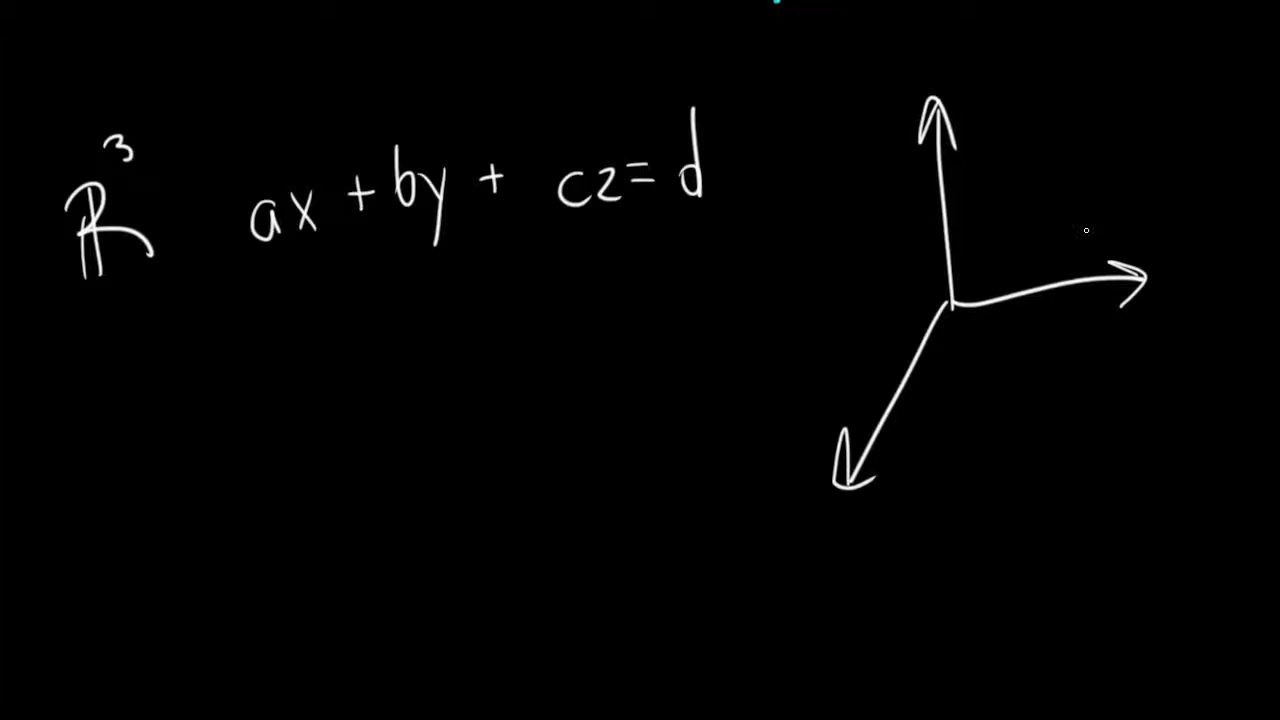 ℝ³ ax + by + cz = d